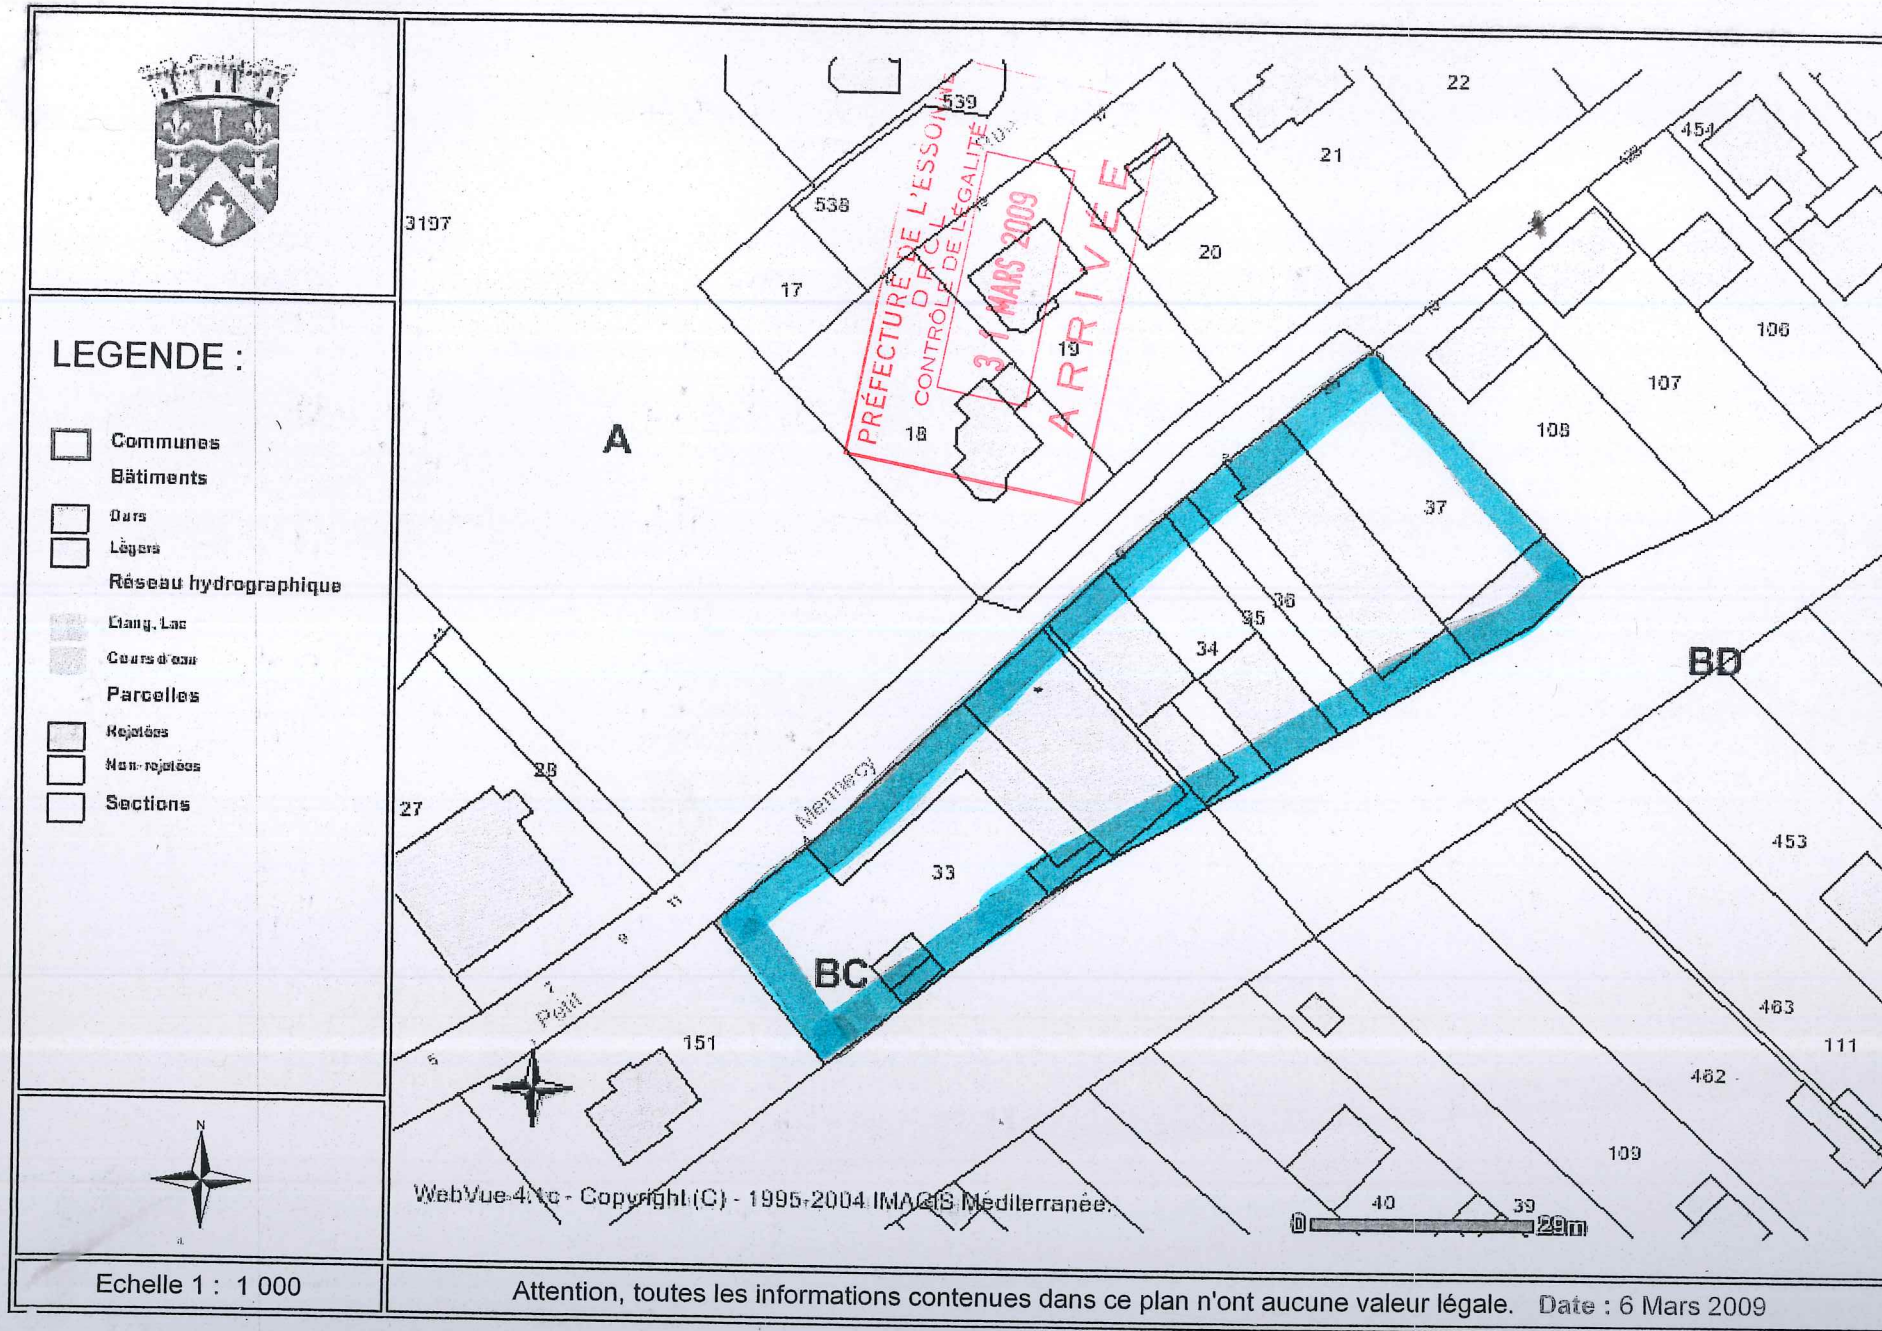 LEGENDE :
Communes
Bâtiments
Durs
Légers
Réseau hydrographique
Etang, Lac
Cours d'eau
Parcelles
Rejetées
Non-rejetées
Sections
N
Echelle 1 : 1 000
3197
539
538
17
18
19
20
21
22
454
A
PRÉFECTURE DE L'ESSONNE
D R C L
CONTRÔLE DE LÉGALITÉ
31 MARS 2009
ARRIVÉE
Rue
106
107
108
37
36
35
34
33
BC
BD
28
27
Mennecy
Petit
151
453
463
111
462
109
40
39
0
29m
WebVue 4.1c - Copyright (C) - 1995-2004 IMAGIS Méditerranée.
Attention, toutes les informations contenues dans ce plan n'ont aucune valeur légale. Date : 6 Mars 2009